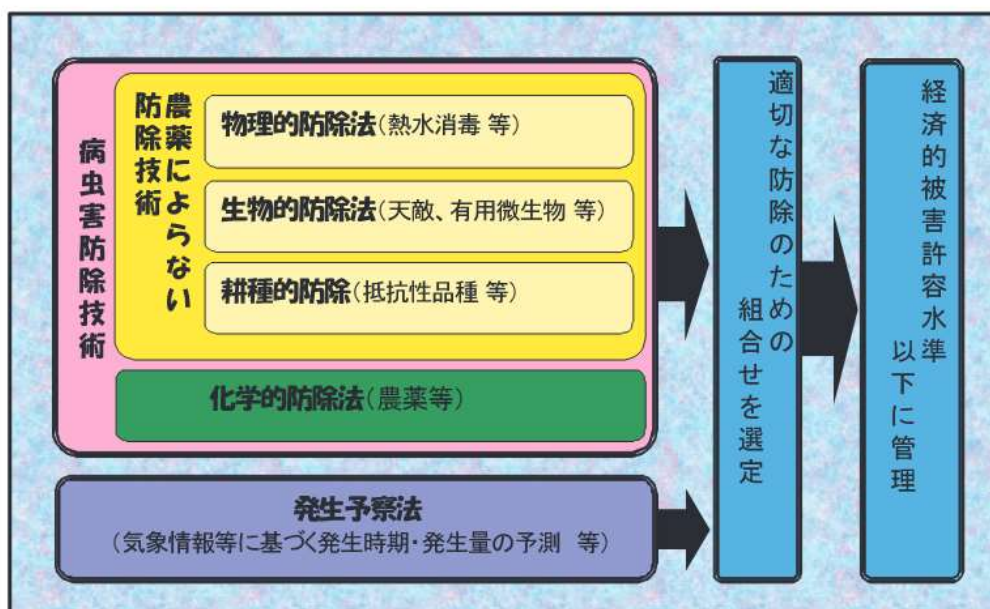 病虫害防除技術
農薬によらない
防除技術
物理的防除法(熱水消毒 等)
生物的防除法(天敵、有用微生物 等)
耕種的防除(抵抗性品種 等)
化学的防除法(農薬等)
発生予察法
(気象情報等に基づく発生時期・発生量の予測 等)
適切な防除のための
組合せを選定
経済的被害許容水準
以下に管理